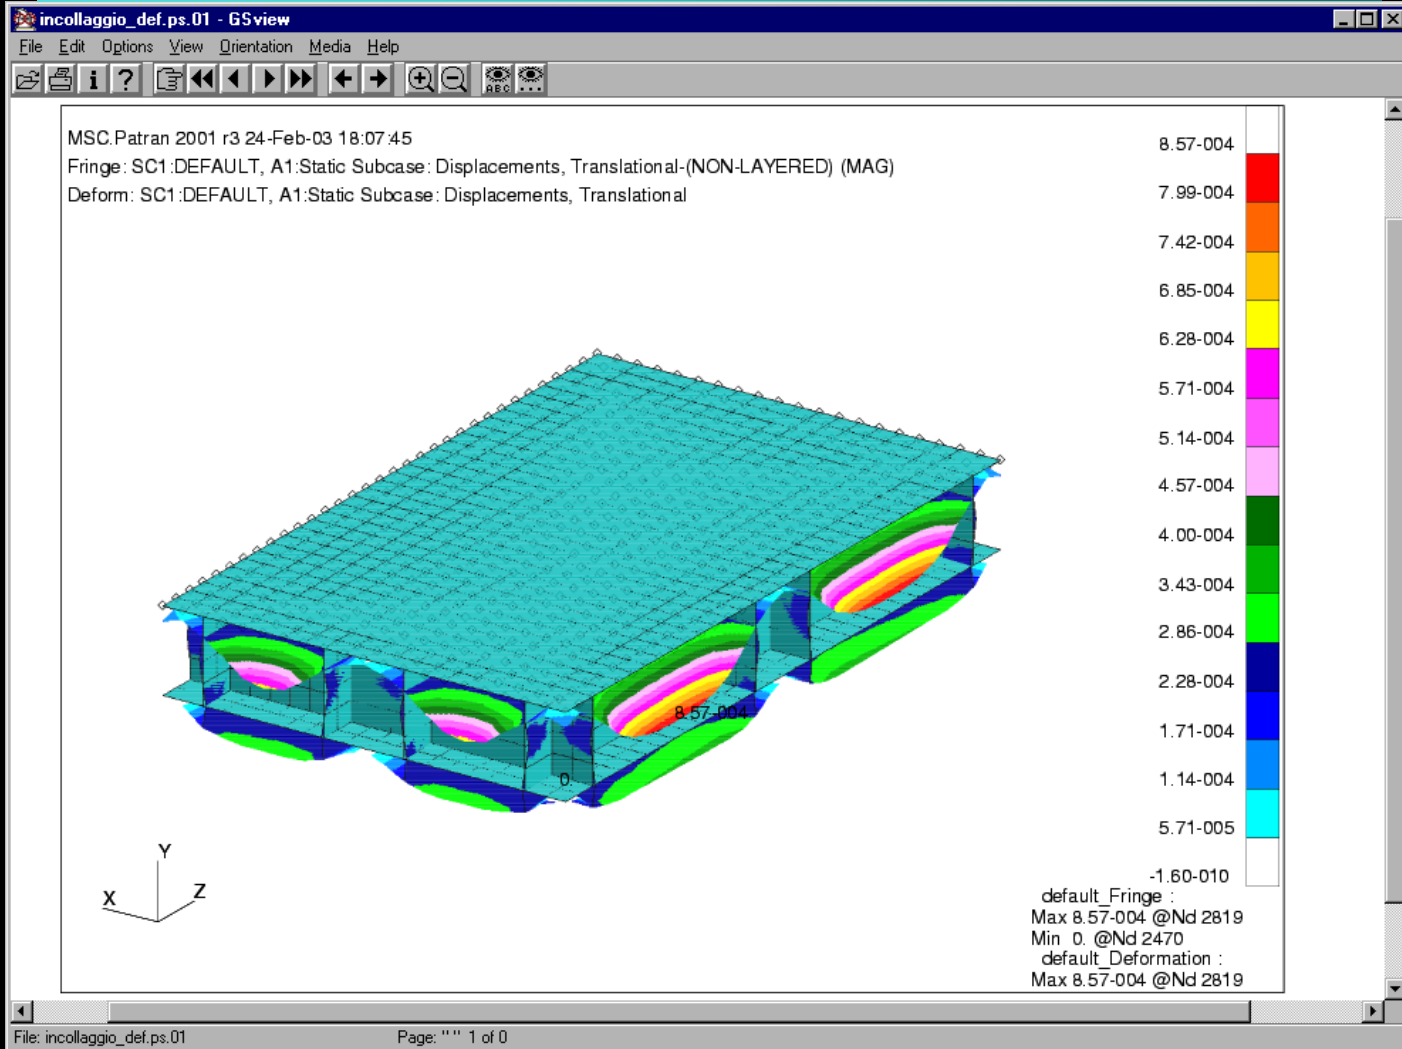 incollaggio_def.ps.01 - GSview
File Edit Options View Orientation Media Help
i ? ABC
MSC.Patran 2001 r3 24-Feb-03 18:07:45
Fringe: SC1:DEFAULT, A1:Static Subcase: Displacements, Translational-(NON-LAYERED) (MAG)
Deform: SC1:DEFAULT, A1:Static Subcase: Displacements, Translational
8.57-004
7.99-004
7.42-004
6.85-004
6.28-004
5.71-004
5.14-004
4.57-004
4.00-004
3.43-004
2.86-004
2.28-004
1.71-004
1.14-004
5.71-005
-1.60-010
8.57-004
0.
Y
X
Z
default_Fringe :
Max 8.57-004 @Nd 2819
Min 0. @Nd 2470
default_Deformation :
Max 8.57-004 @Nd 2819
File: incollaggio_def.ps.01 Page: "" 1 of 0